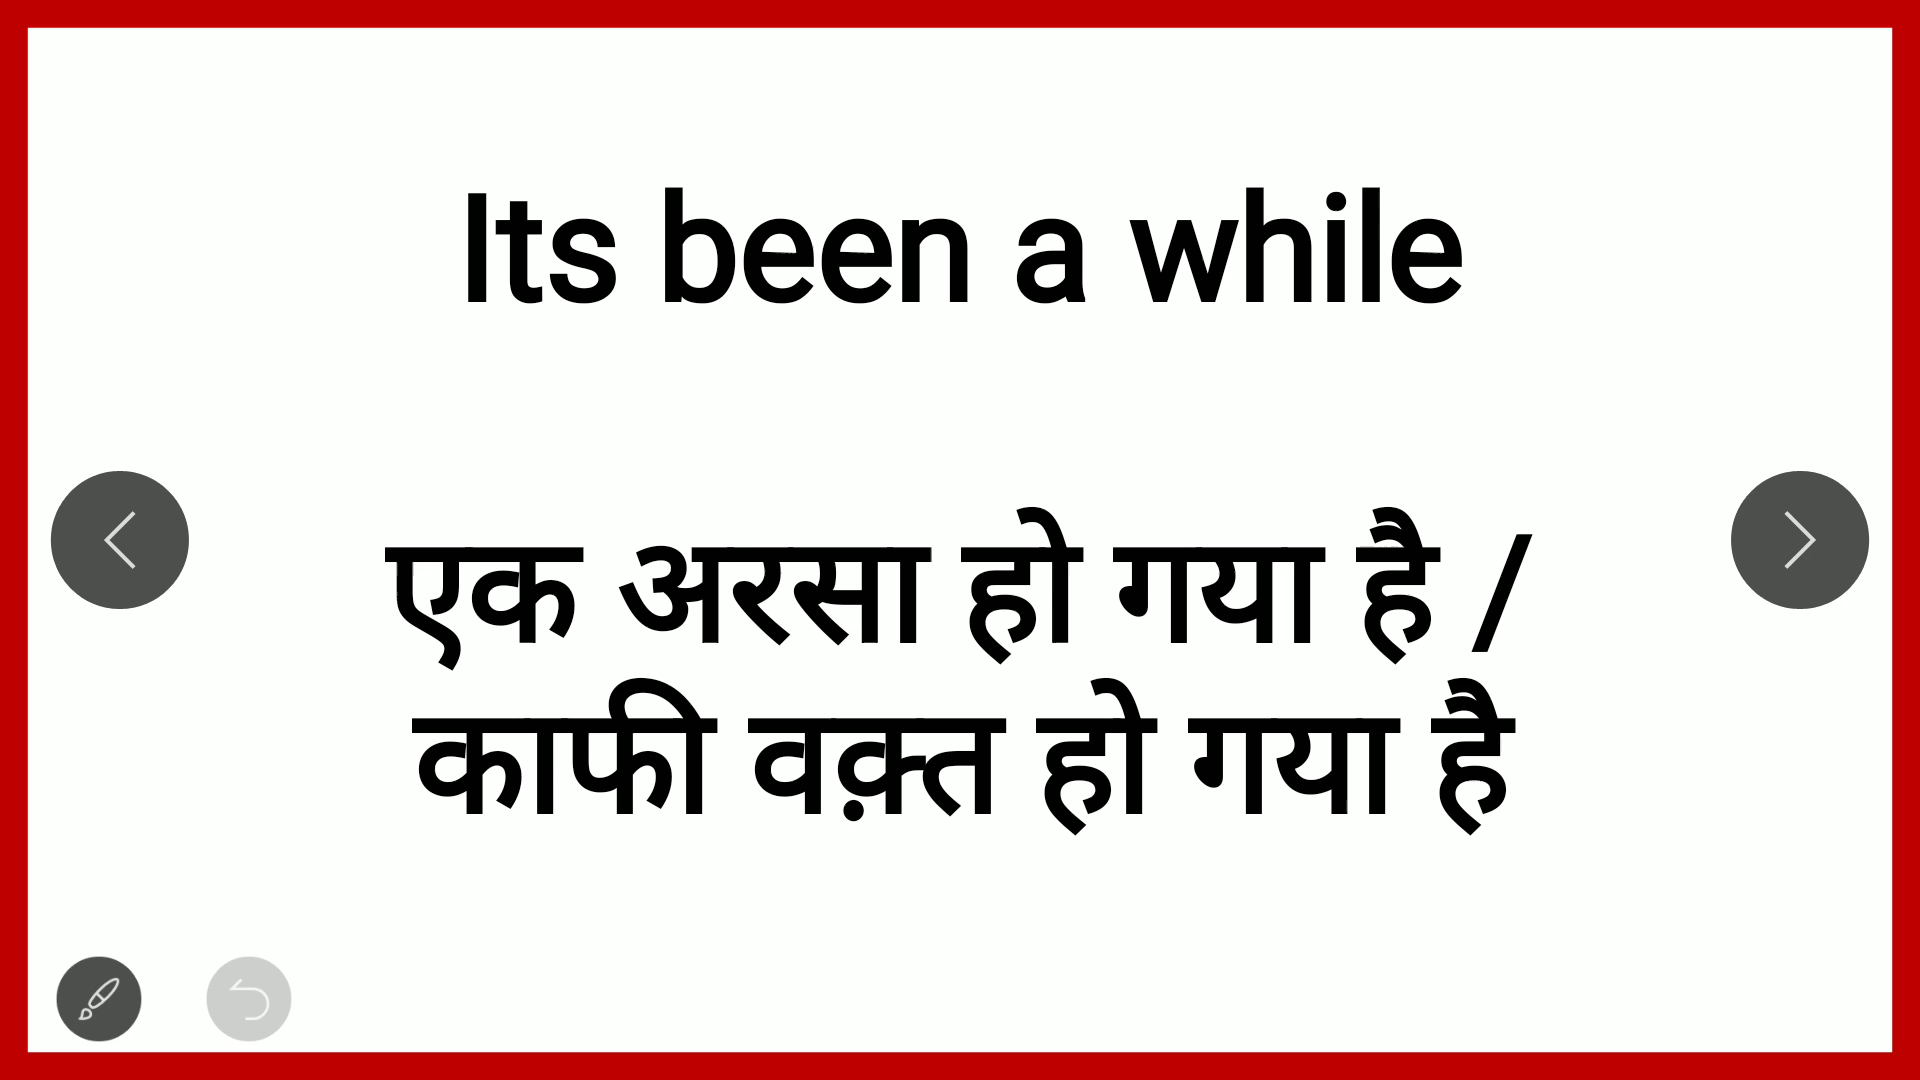 Its been a while
एक अरसा हो गया है /
काफी वक़्त हो गया है